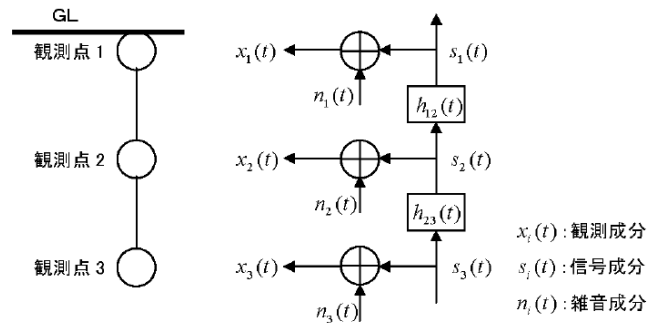 GL
観測点 1
x₁(t)
s₁(t)
n₁(t)
h₁₂(t)
観測点 2
x₂(t)
s₂(t)
n₂(t)
h₂₃(t)
観測点 3
x₃(t)
s₃(t)
n₃(t)
xᵢ(t) : 観測成分
sᵢ(t) : 信号成分
nᵢ(t) : 雑音成分